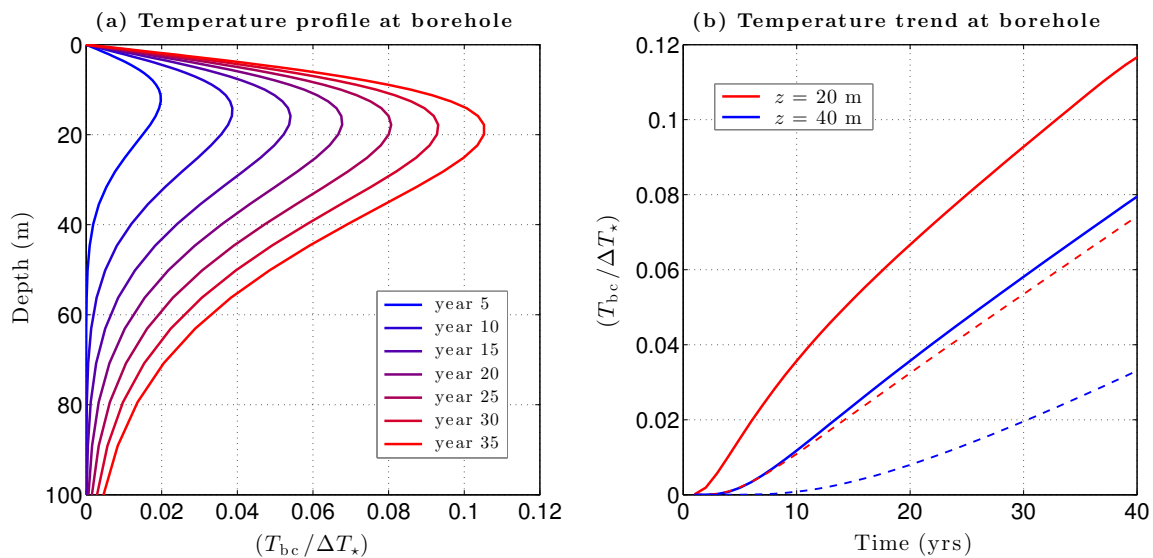 (a) Temperature profile at borehole
0
20
40
60
80
100
Depth (m)
year 5
year 10
year 15
year 20
year 25
year 30
year 35
0
0.02
0.04
0.06
0.08
0.1
0.12
(T_bc/ΔT_⋆)
(b) Temperature trend at borehole
0.12
0.1
0.08
0.06
0.04
0.02
0
(T_bc/ΔT_⋆)
z = 20 m
z = 40 m
0
10
20
30
40
Time (yrs)